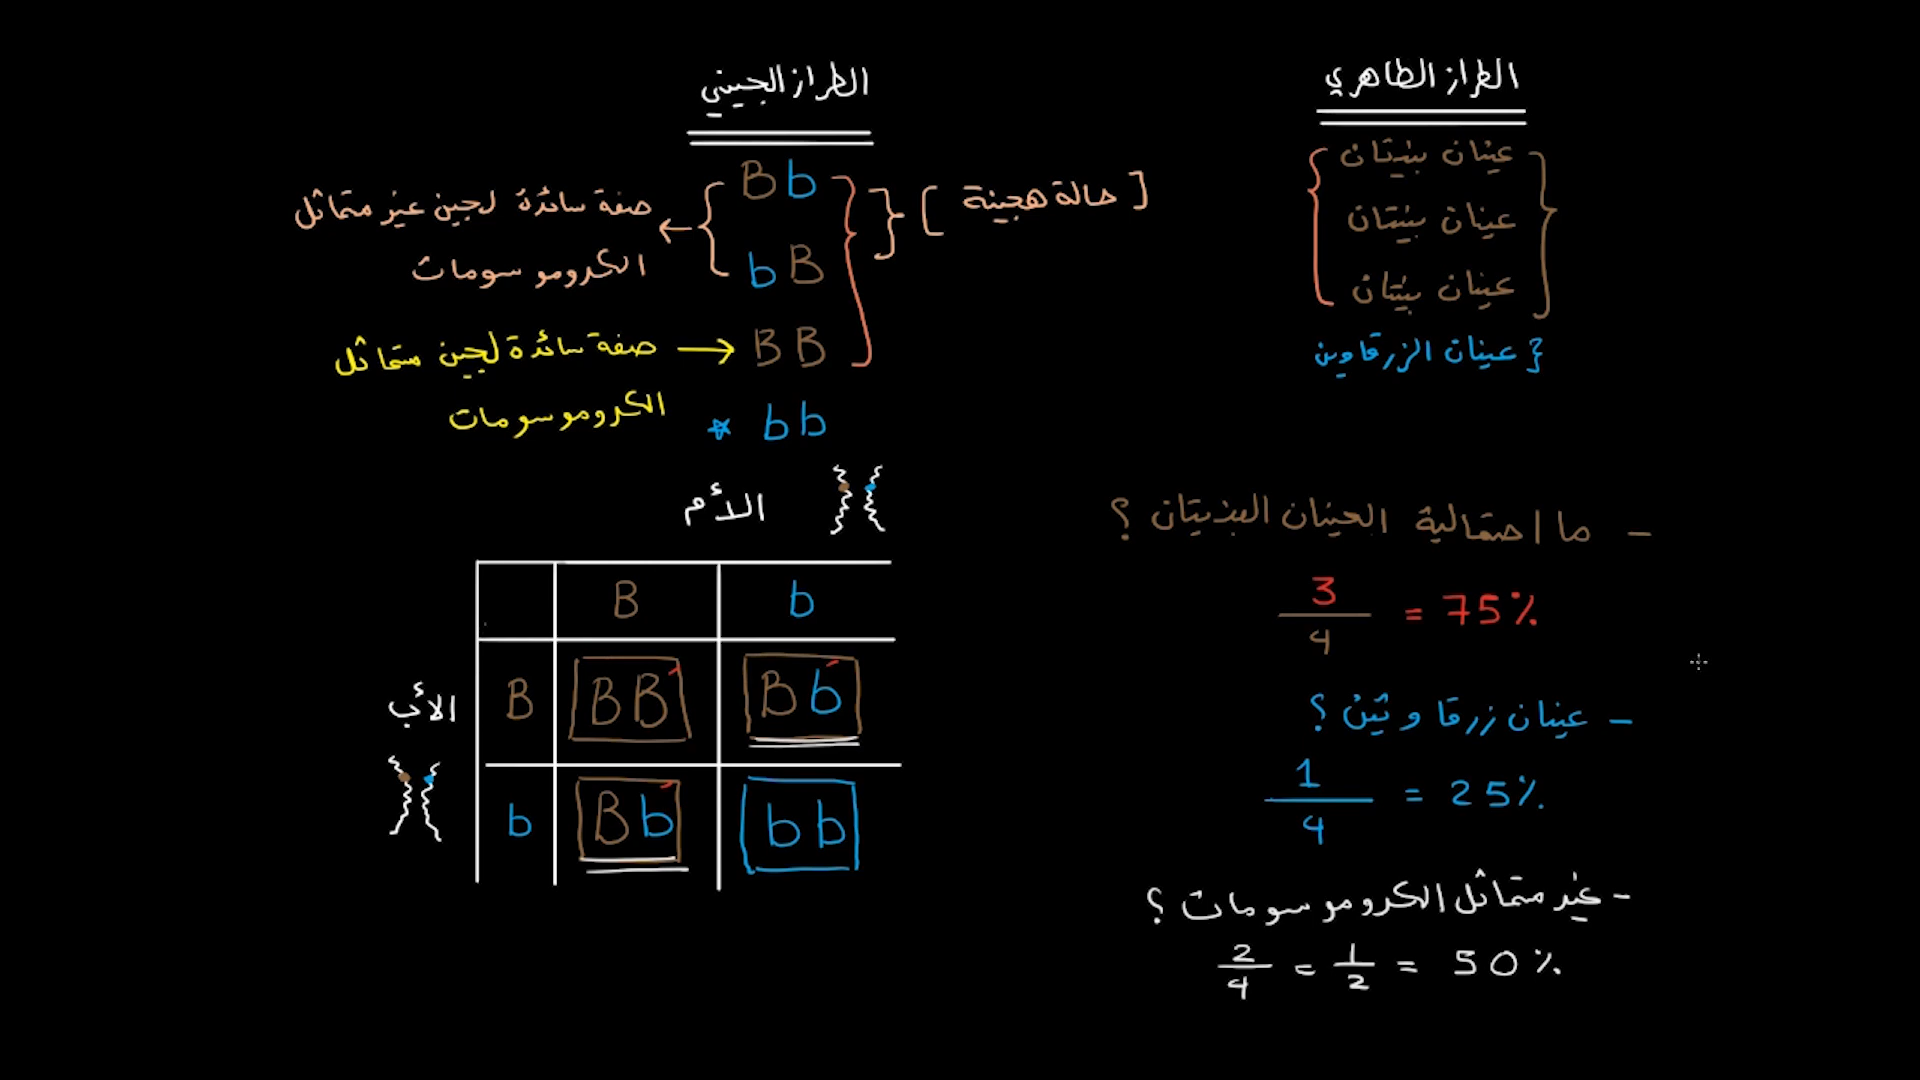 الطراز الظاهري
عينان بنيتان
عينان بنيتان
عينان بنيتان
عينان الزرقاوين
الطراز الجيني
Bb
[حالة هجينة]
صفة سائدة لجين غير متماثل
الكروموسومات
bB
صفة سائدة لجين متماثل
الكروموسومات
BB
* bb
الأم
B b
الأب
B BB Bb
b Bb bb
- ما احتمالية العينان البنيتان ؟
3/4 = 75%
- عينان زرقاوتين ؟
1/4 = 25%
- غير متماثل الكروموسومات ؟
2/4 = 1/2 = 50%